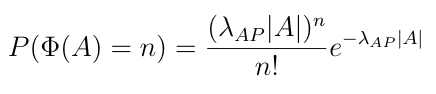 P(Φ(A) = n) = \frac{(λ_{AP}|A|)^n}{n!} e^{-λ_{AP}|A|}